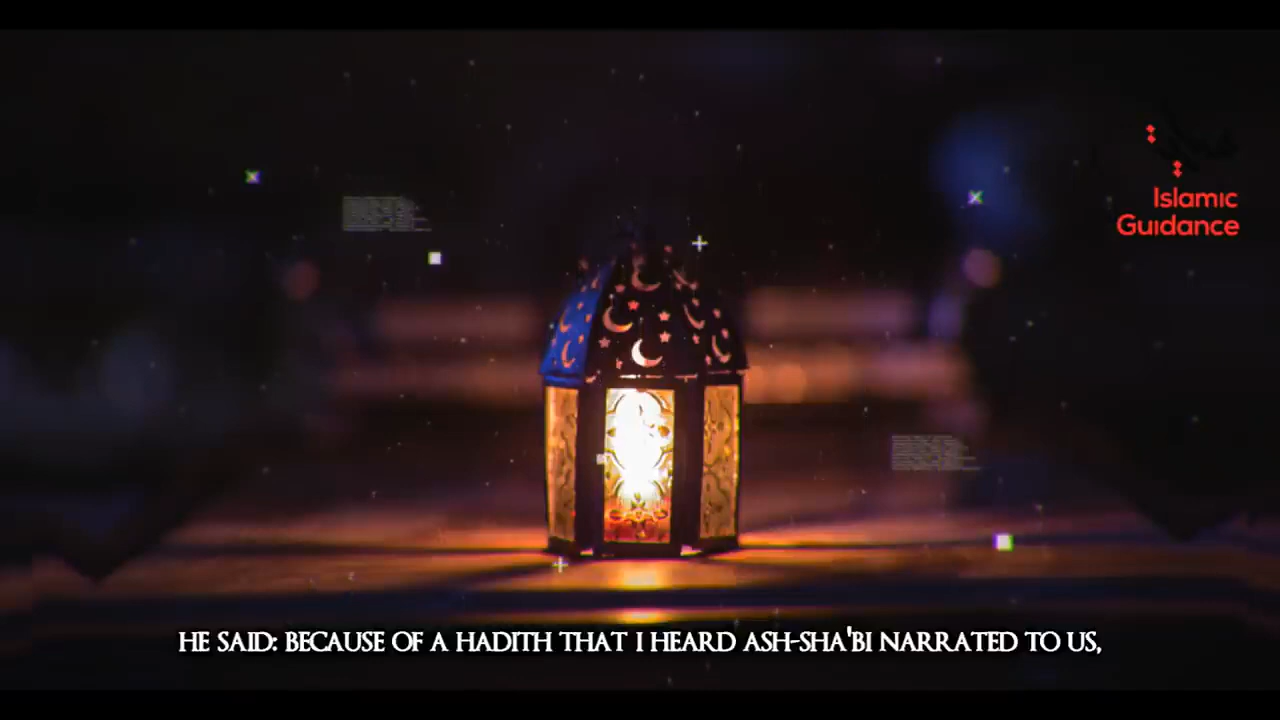 Islamic
Guidance
HE SAID: BECAUSE OF A HADITH THAT I HEARD ASH-SHA'BI NARRATED TO US,